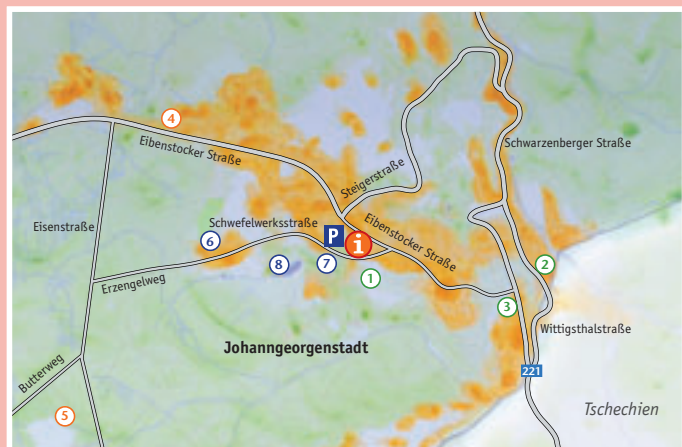 4
Eibenstocker Straße
Schwarzenberger Straße
Steigerstraße
Eisenstraße
Schwefelwerksstraße
Eibenstocker Straße
P
i
6
8
7
1
2
Erzengelweg
3
Wittigsthalstraße
Johanngeorgenstadt
Butterweg
221
5
Tschechien